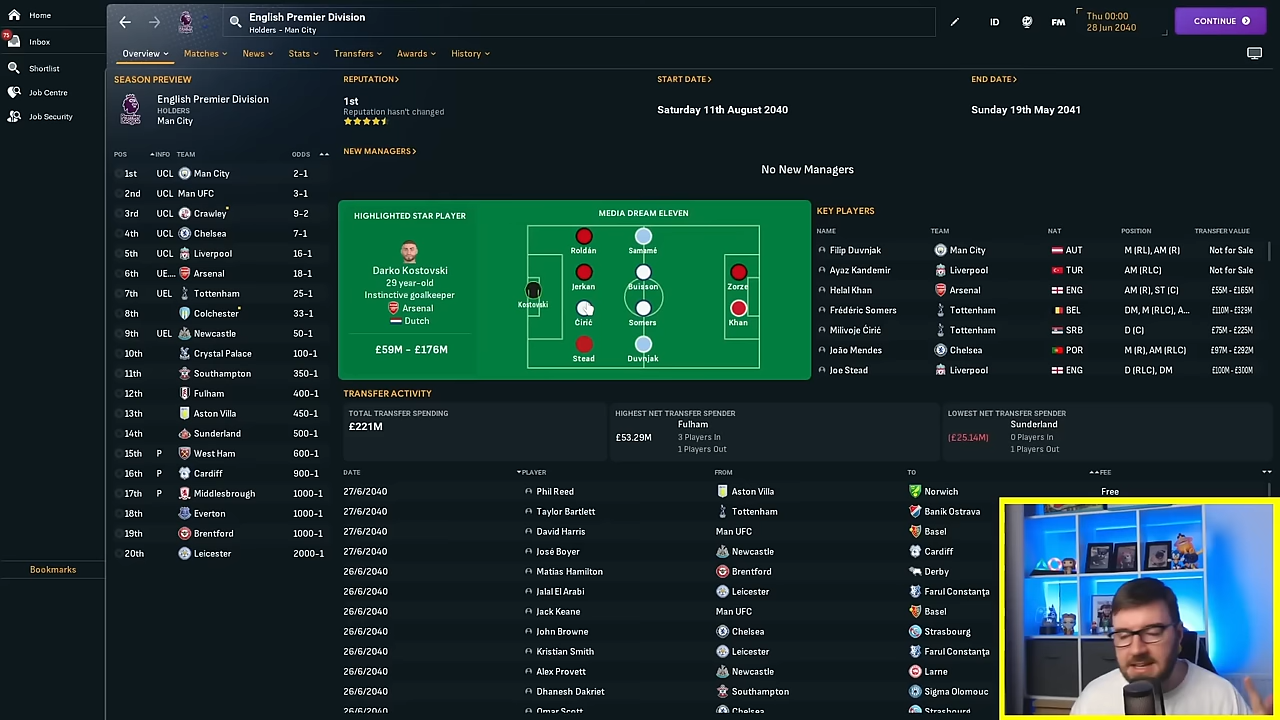 Home
Inbox
75
Shortlist
Job Centre
Job Security
Bookmarks
English Premier Division
Holders - Man City
ID
FM
Thu 00:00
28 Jun 2040
CONTINUE
Overview
Matches
News
Stats
Transfers
Awards
History
SEASON PREVIEW
English Premier Division
HOLDERS
Man City
REPUTATION
1st
Reputation hasn't changed
START DATE
Saturday 11th August 2040
END DATE
Sunday 19th May 2041
NEW MANAGERS
No New Managers
POS INFO TEAM ODDS
1st UCL Man City 2-1
2nd UCL Man UFC 3-1
3rd UCL Crawley 9-2
4th UCL Chelsea 7-1
5th UCL Liverpool 16-1
6th UE... Arsenal 18-1
7th UEL Tottenham 25-1
8th Colchester 33-1
9th UEL Newcastle 50-1
10th Crystal Palace 100-1
11th Southampton 350-1
12th Fulham 400-1
13th Aston Villa 450-1
14th Sunderland 500-1
15th P West Ham 600-1
16th P Cardiff 900-1
17th P Middlesbrough 1000-1
18th Everton 1000-1
19th Brentford 1000-1
20th Leicester 2000-1
HIGHLIGHTED STAR PLAYER
Darko Kostovski
29 year-old
Instinctive goalkeeper
Arsenal
Dutch
£59M - £176M
MEDIA DREAM ELEVEN
Roldán
Samamé
Jerkan
Buisson
Zorze
Kostovski
Ćirić
Somers
Khan
Stead
Duvnjak
KEY PLAYERS
NAME TEAM NAT POSITION TRANSFER VALUE
Filip Duvnjak Man City AUT M (RL), AM (R) Not for Sale
Ayaz Kandemir Liverpool TUR AM (RLC) Not for Sale
Helal Khan Arsenal ENG AM (R), ST (C) £55M - £165M
Frédéric Somers Tottenham BEL DM, M (RLC), A... £110M - £329M
Milivoje Ćirić Tottenham SRB D (C) £75M - £225M
João Mendes Chelsea POR M (R), AM (RLC) £97M - £292M
Joe Stead Liverpool ENG D (RLC), DM £100M - £300M
TRANSFER ACTIVITY
TOTAL TRANSFER SPENDING
£221M
HIGHEST NET TRANSFER SPENDER
Fulham
£53.29M
3 Players In
1 Players Out
LOWEST NET TRANSFER SPENDER
Sunderland
(£25.14M)
0 Players In
1 Players Out
DATE PLAYER FROM TO FEE
27/6/2040 Phil Reed Aston Villa Norwich Free
27/6/2040 Taylor Bartlett Tottenham Baník Ostrava
27/6/2040 David Harris Man UFC Basel
27/6/2040 José Boyer Newcastle Cardiff
26/6/2040 Matías Hamilton Brentford Derby
26/6/2040 Jalal El Arabi Leicester Farul Constanța
26/6/2040 Jack Keane Man UFC Basel
26/6/2040 John Browne Chelsea Strasbourg
26/6/2040 Kristian Smith Leicester Farul Constanța
26/6/2040 Alex Provett Newcastle Larne
26/6/2040 Dhanesh Dakriet Southampton Sigma Olomouc
26/6/2040 Omar Scott Chelsea Strasbourg